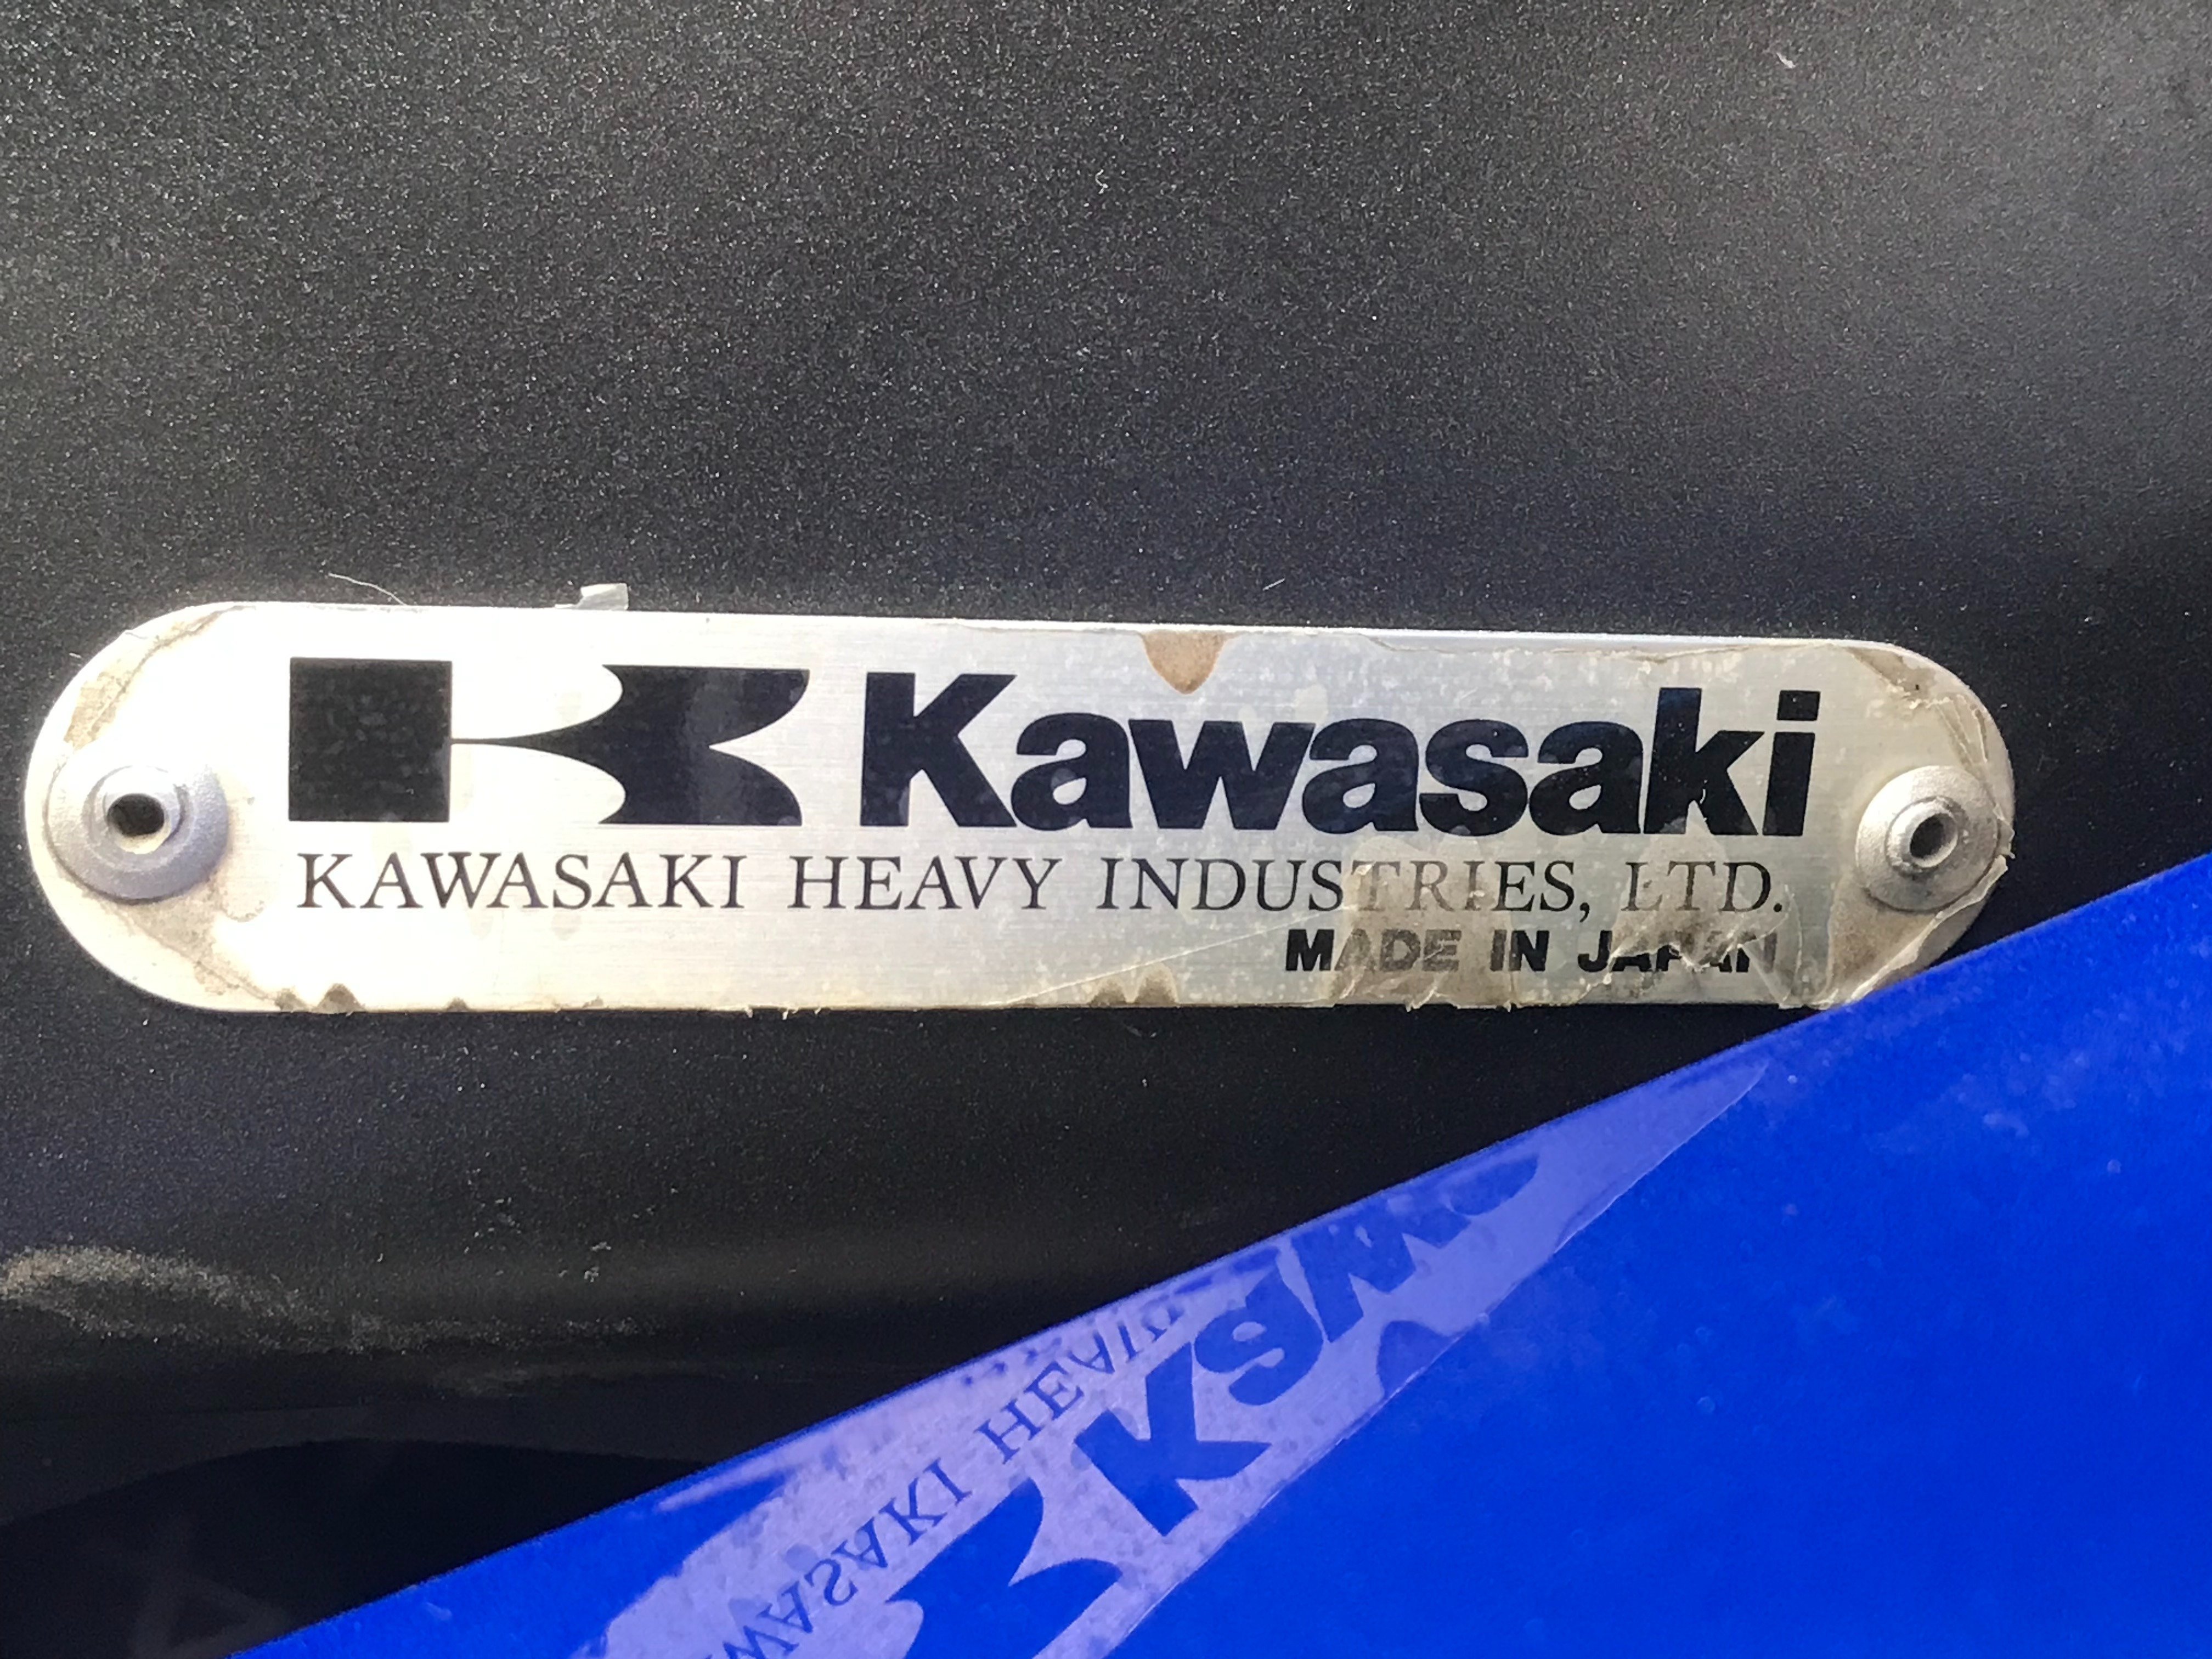 Kawasaki
KAWASAKI HEAVY INDUSTRIES, LTD.
MADE IN JAPAN